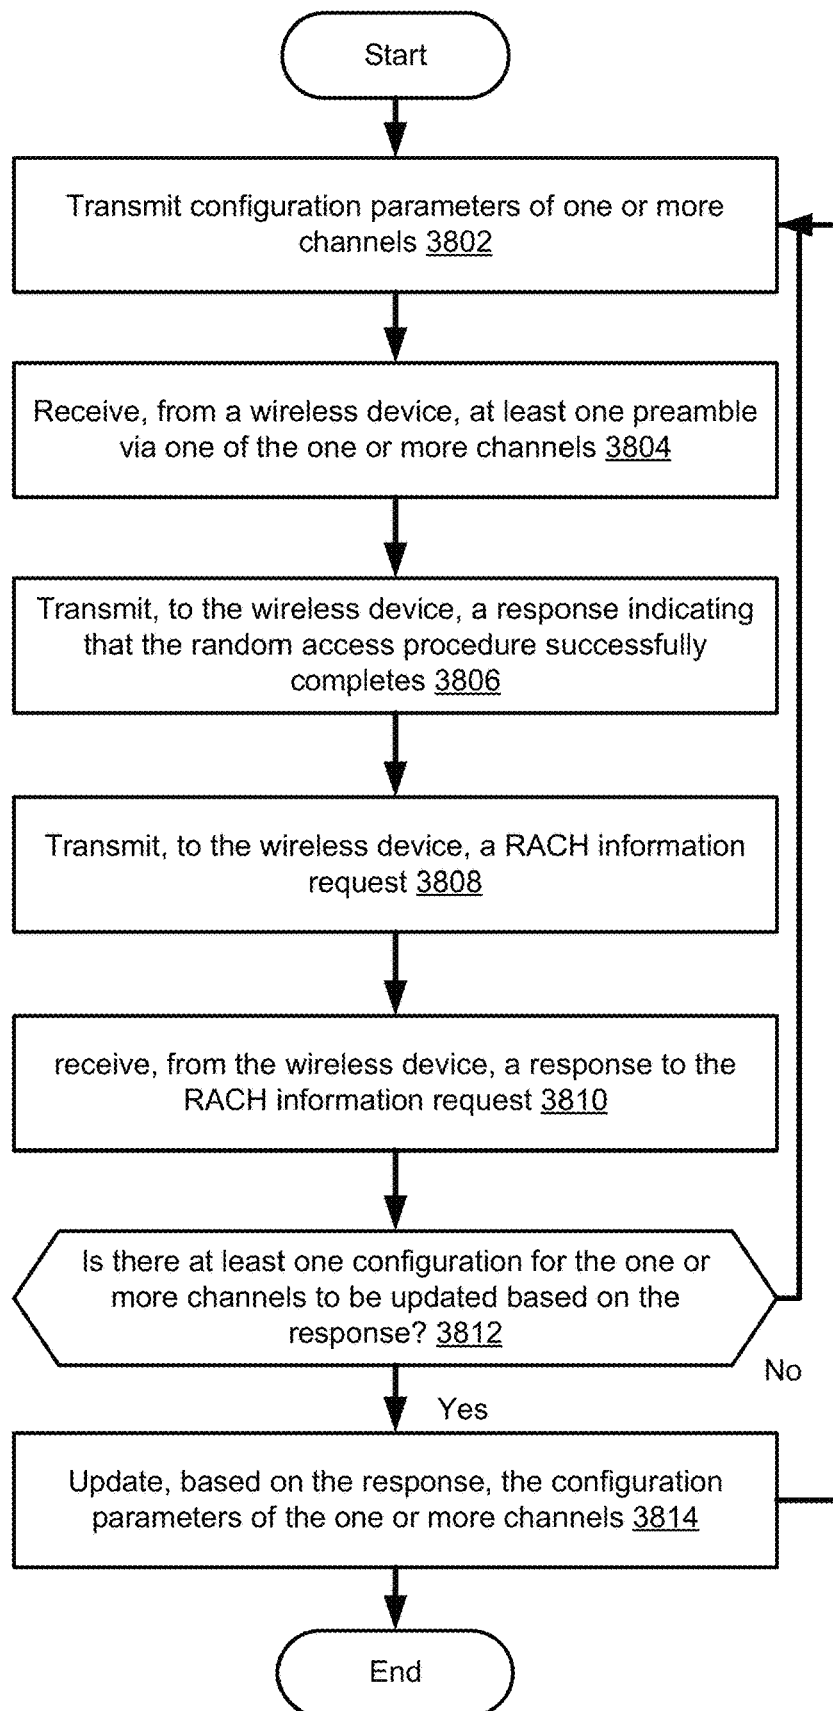 Start
Transmit configuration parameters of one or more
channels 3802
Receive, from a wireless device, at least one preamble
via one of the one or more channels 3804
Transmit, to the wireless device, a response indicating
that the random access procedure successfully
completes 3806
Transmit, to the wireless device, a RACH information
request 3808
receive, from the wireless device, a response to the
RACH information request 3810
Is there at least one configuration for the one or
more channels to be updated based on the
response? 3812
No
Yes
Update, based on the response, the configuration
parameters of the one or more channels 3814
End